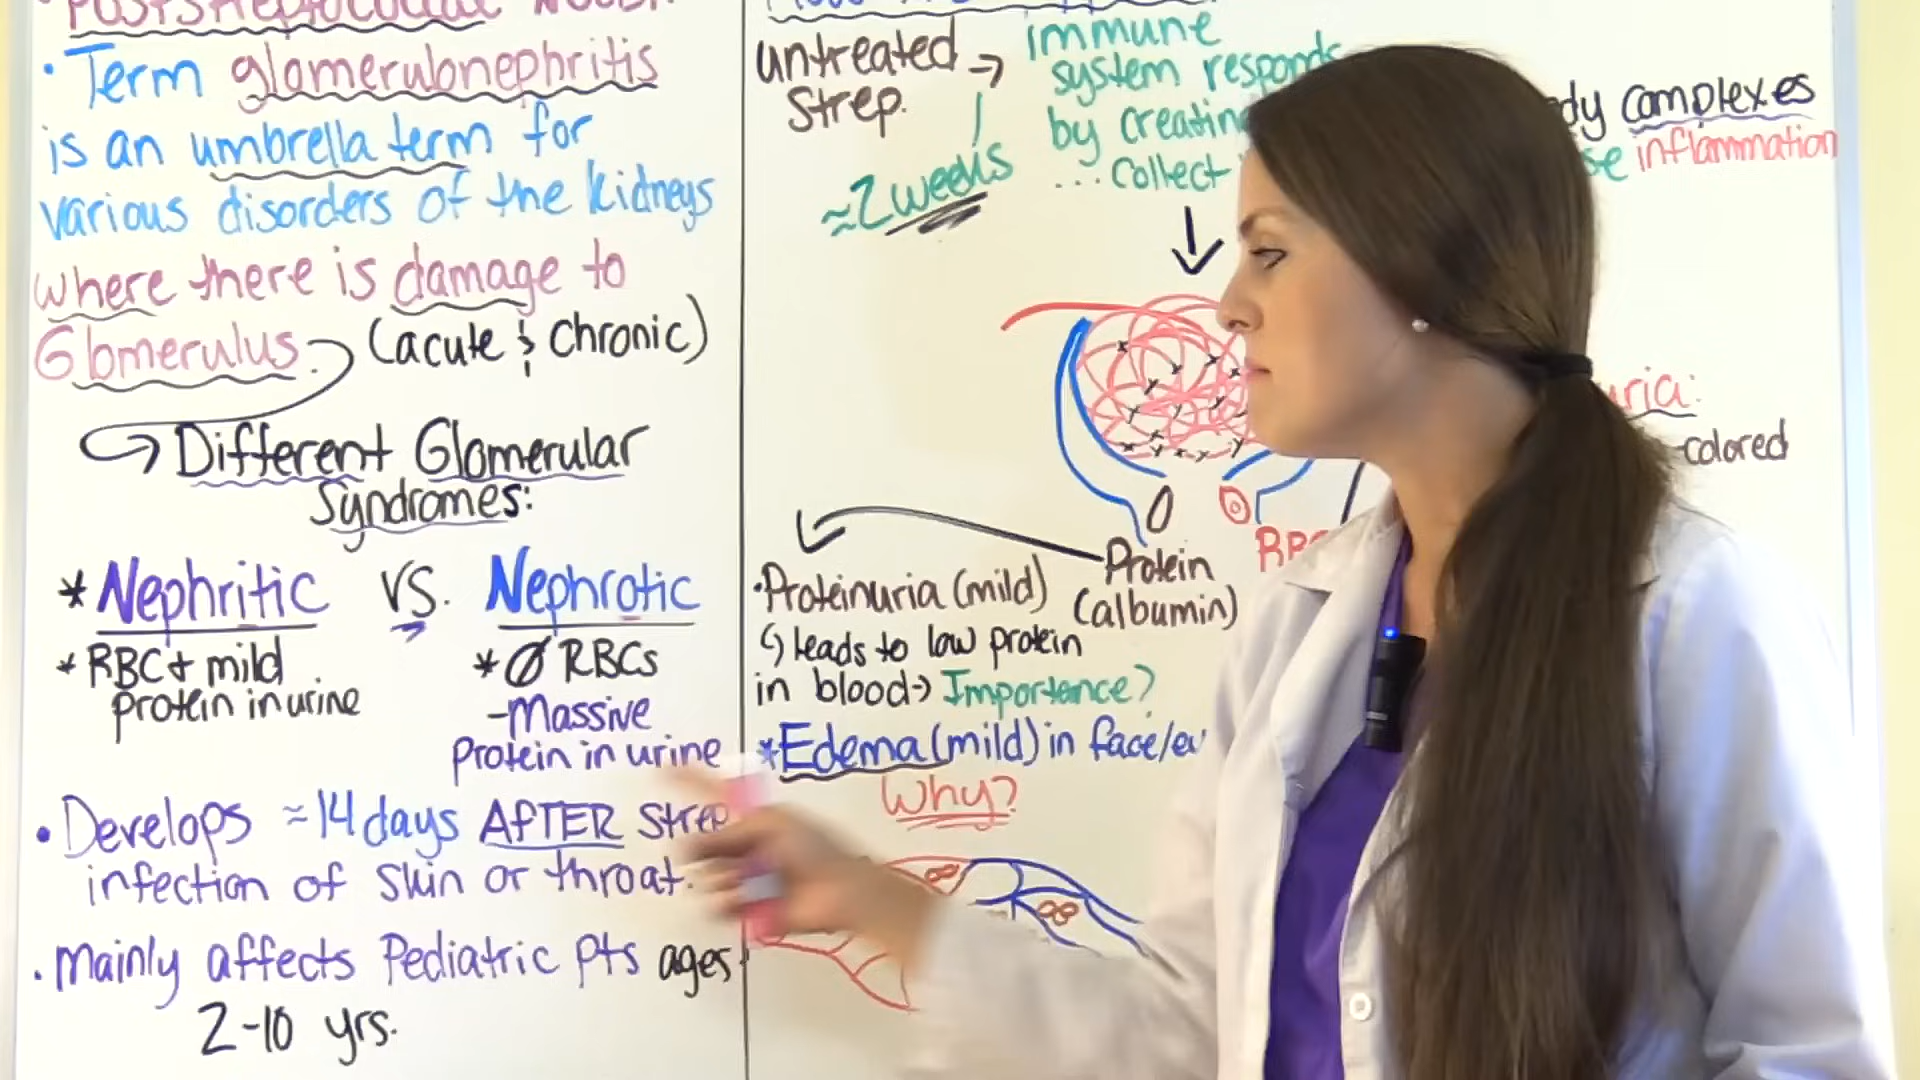 • Term glomerulonephritis
is an umbrella term for
various disorders of the kidneys
where there is damage to
Glomerulus. (acute & chronic)
Different Glomerular
Syndromes:
* Nephritic vs. Nephrotic
* RBC + mild
protein in urine
* Ø RBCs
- Massive
protein in urine
• Develops ≈ 14 days AFTER strep
infection of skin or throat.
• Mainly affects Pediatric pts ages
2-10 yrs.
untreated →
strep.
≈ 2 weeks
immune
system responds
by creating
... collect
complexes
inflammation
↓
colored
Protein
(albumin)
• Proteinuria (mild)
↳ leads to low protein
in blood → Importance?
* Edema (mild) in face/
Why?